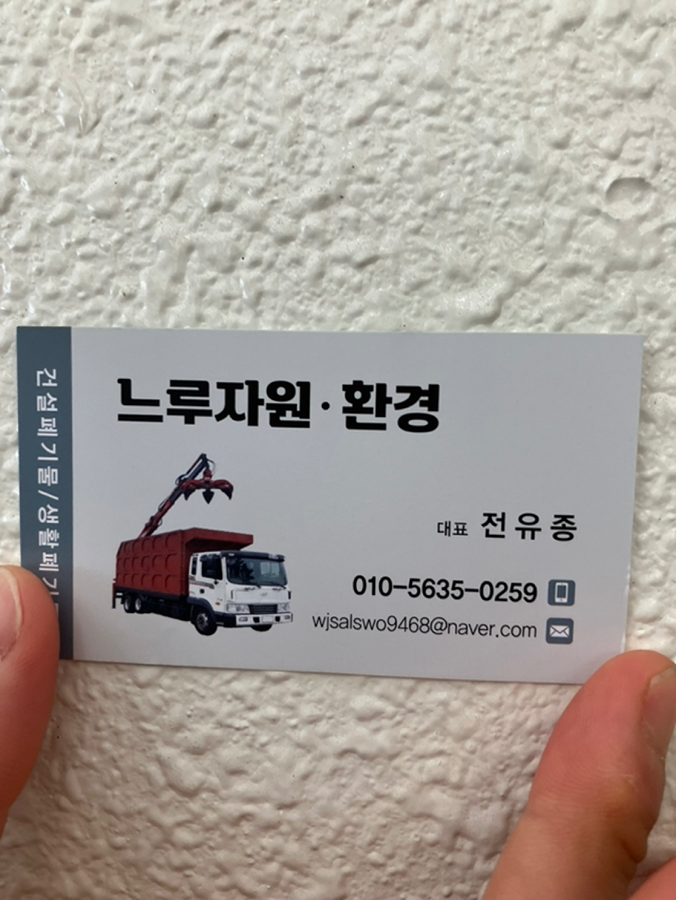 느루자원·환경
대표 전유종
010-5635-0259
wjsalswo9468@naver.com
건설폐기물/생활폐기